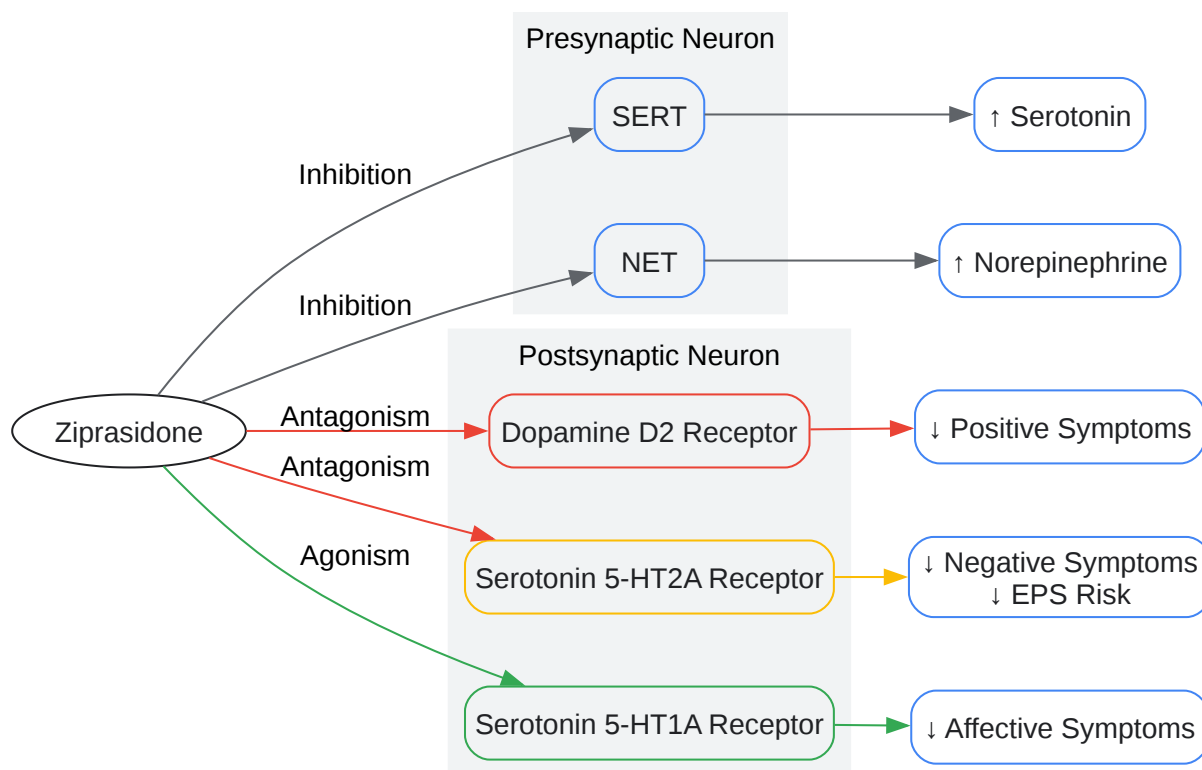 Presynaptic Neuron
SERT
↑ Serotonin
Inhibition
NET
↑ Norepinephrine
Inhibition
Postsynaptic Neuron
Ziprasidone
Antagonism
Dopamine D2 Receptor
↓ Positive Symptoms
Antagonism
Serotonin 5-HT2A Receptor
↓ Negative Symptoms
↓ EPS Risk
Agonism
Serotonin 5-HT1A Receptor
↓ Affective Symptoms